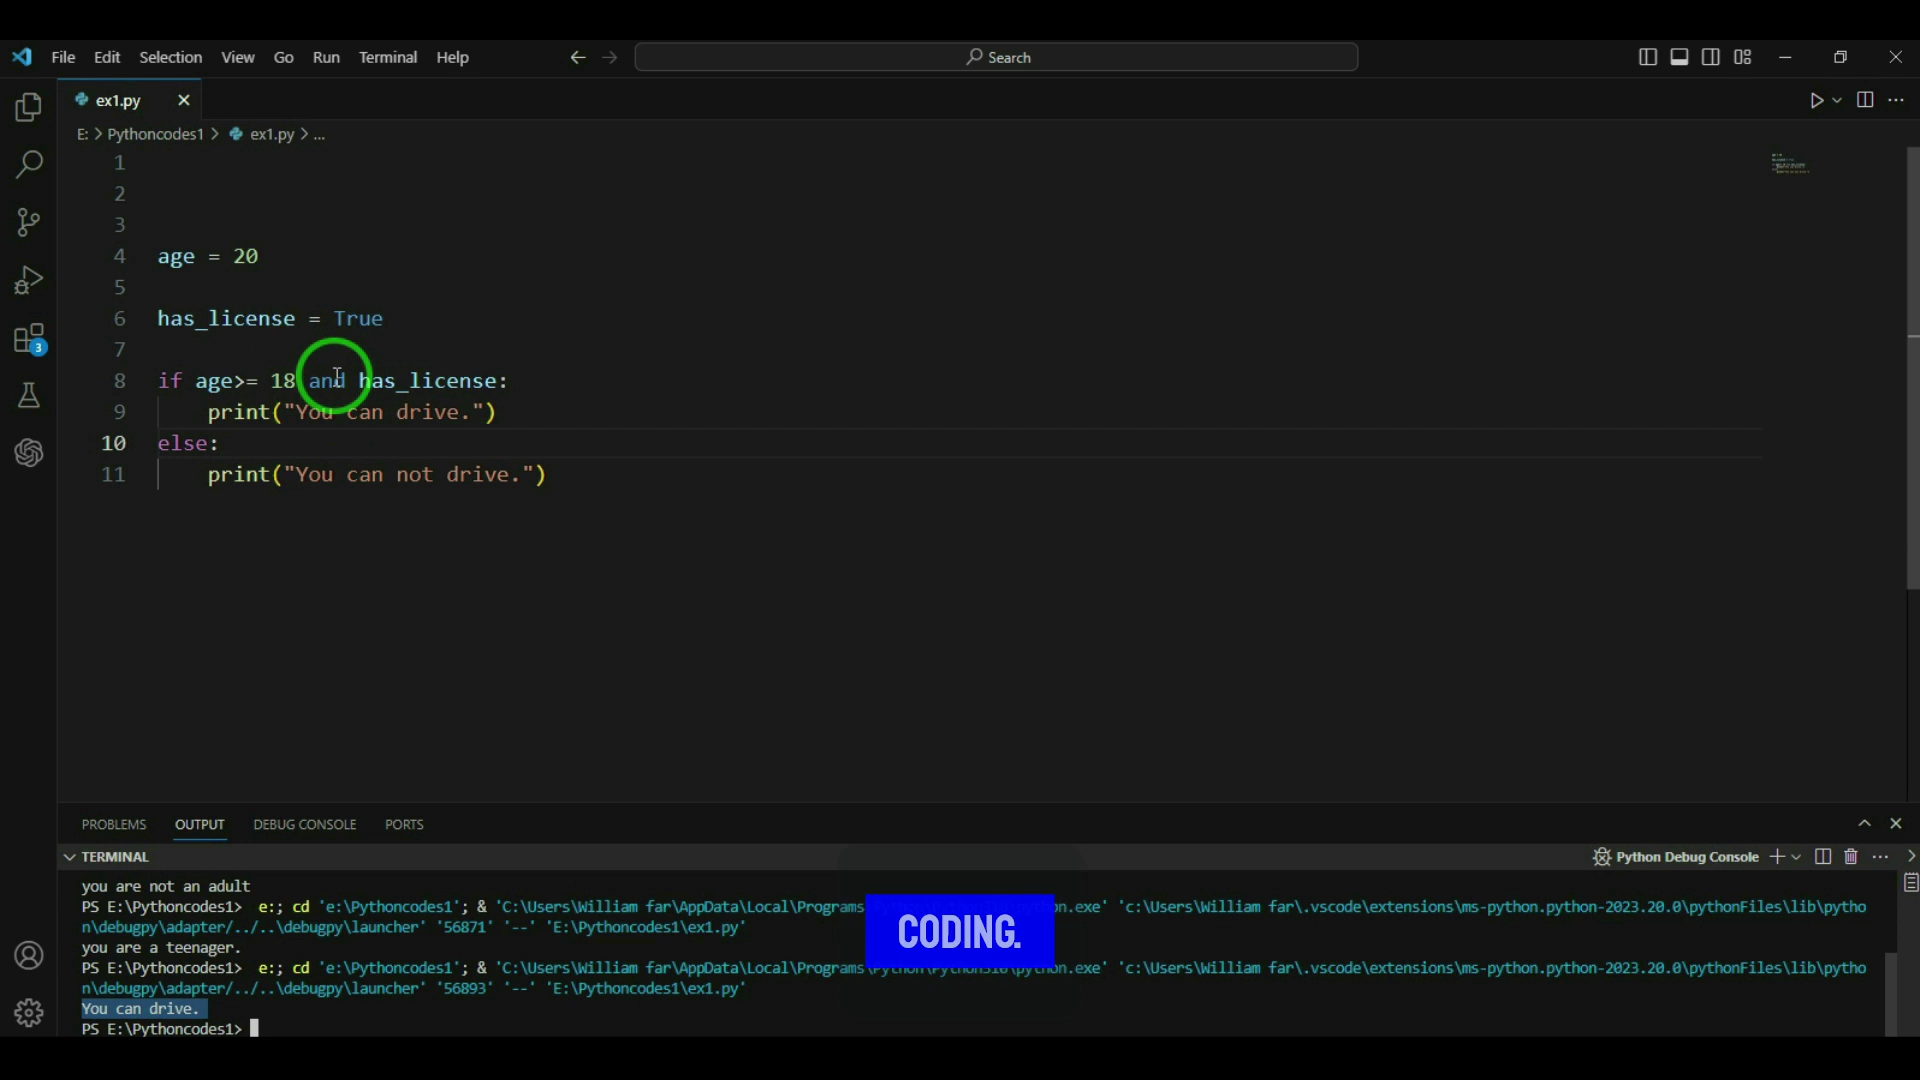 File Edit Selection View Go Run Terminal Help Search
ex1.py
E: > Pythoncodes1 > ex1.py > ...
1
2
3
4 age = 20
5
6 has_license = True
7
8 if age>= 18 and has_license:
9 print("You can drive.")
10 else:
11 print("You can not drive.")
3
PROBLEMS OUTPUT DEBUG CONSOLE PORTS
TERMINAL Python Debug Console
you are not an adult
PS E:\Pythoncodes1> e:; cd 'e:\Pythoncodes1'; & 'C:\Users\William far\AppData\Local\Programs on.exe' 'c:\Users\William far\.vscode\extensions\ms-python.python-2023.20.0\pythonFiles\lib\pytho
n\debugpy\adapter/../..\debugpy\launcher' '56871' '--' 'E:\Pythoncodes1\ex1.py'
CODING.
you are a teenager.
PS E:\Pythoncodes1> e:; cd 'e:\Pythoncodes1'; & 'C:\Users\William far\AppData\Local\Programs\Python\Python310\python.exe' 'c:\Users\William far\.vscode\extensions\ms-python.python-2023.20.0\pythonFiles\lib\pytho
n\debugpy\adapter/../..\debugpy\launcher' '56893' '--' 'E:\Pythoncodes1\ex1.py'
You can drive.
PS E:\Pythoncodes1>